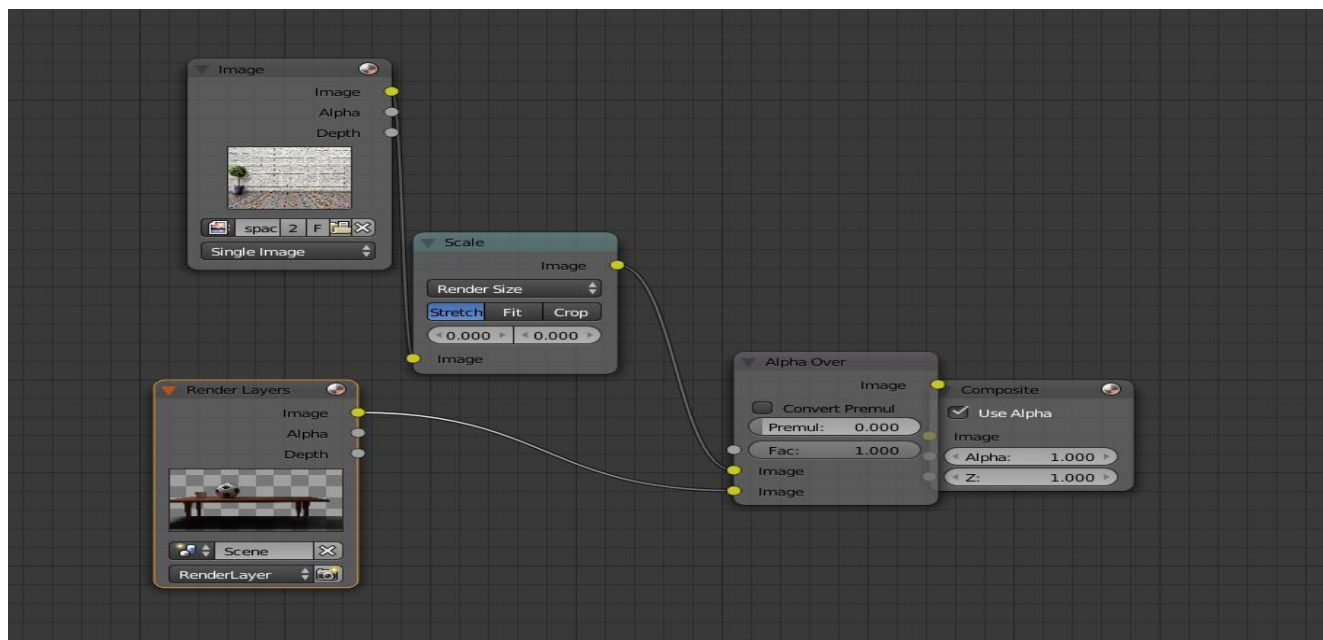 Image
Image
Alpha
Depth
spac 2 F
Single Image
Scale
Image
Render Size
Stretch Fit Crop
0.000 0.000
Image
Render Layers
Image
Alpha
Depth
Scene
RenderLayer
Alpha Over
Image
Convert Premul
Premul: 0.000
Fac: 1.000
Image
Image
Composite
Use Alpha
Image
Alpha: 1.000
Z: 1.000